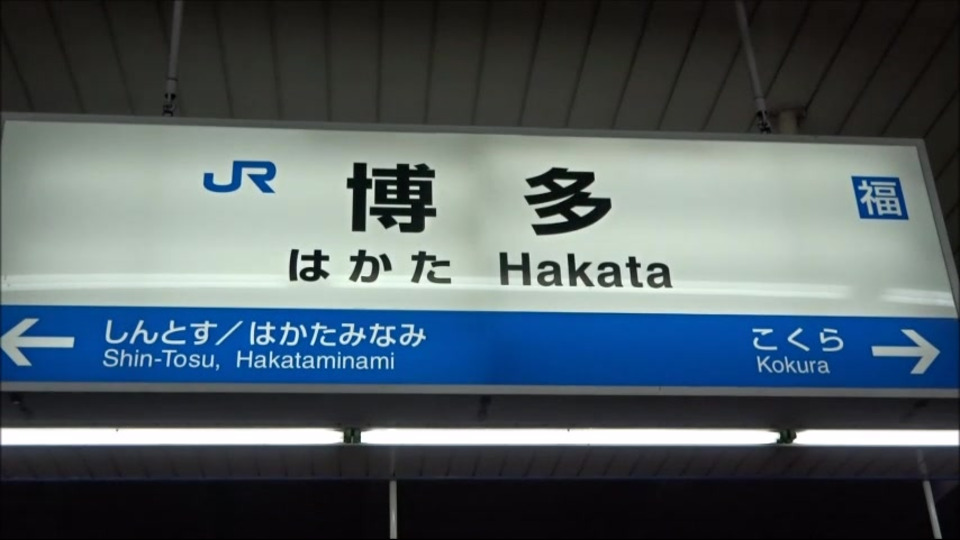 JR 博多 福
はかた Hakata
← しんとす／はかたみなみ こくら →
Shin-Tosu, Hakataminami Kokura